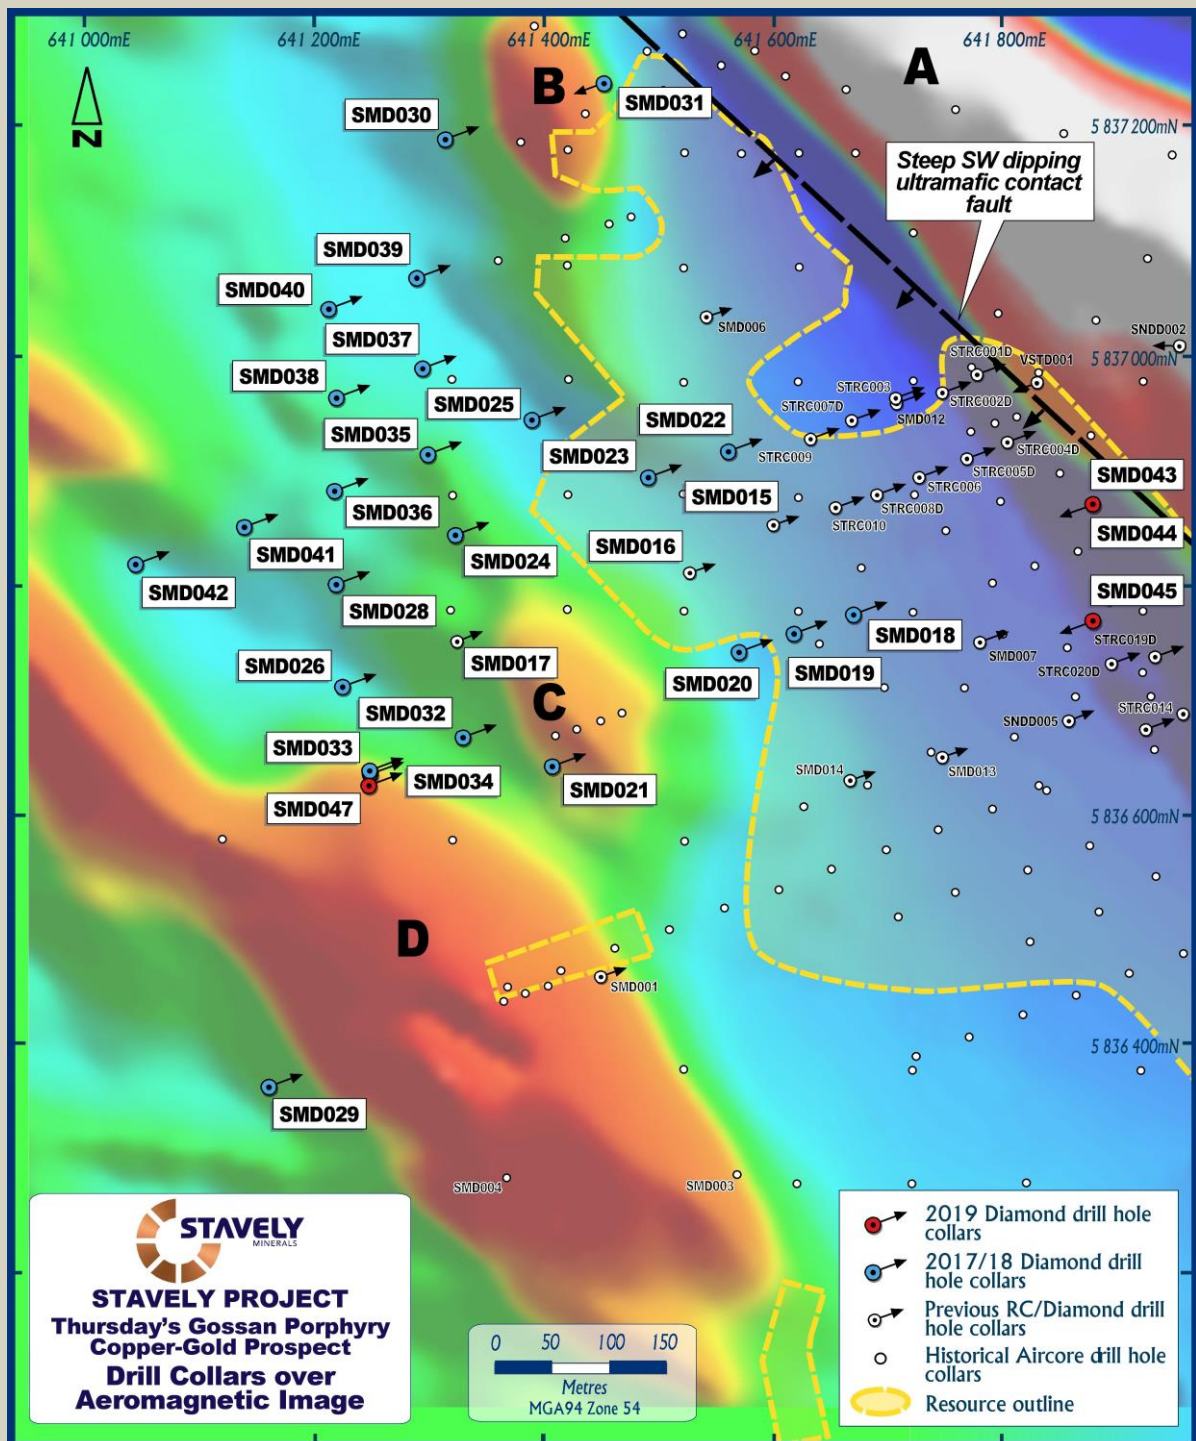 641 000mE
641 200mE
641 400mE
641 600mE
641 800mE
A
B
SMD031
SMD030
5 837 200mN
N
Steep SW dipping
ultramafic contact
fault
SMD039
SMD040
SMD006
SNDD002
SMD037
STRC001D
VSTD001
5 837 000mN
SMD038
STRC003
STRC002D
SMD025
SMD022
STRC007D
SMD012
SMD035
STRC009
STRC004D
SMD023
STRC005D
SMD043
SMD015
STRC006
SMD036
STRC008D
STRC010
SMD044
SMD016
SMD041
SMD024
SMD042
SMD045
SMD028
SMD018
STRC019D
SMD017
SMD007
SMD026
SMD019
STRC020D
SMD020
C
SMD032
STRC014
SNDD005
SMD033
SMD034
SMD014
SMD013
SMD021
SMD047
5 836 600mN
D
SMD001
5 836 400mN
SMD029
SMD004
SMD003
STAVELY
MINERALS
STAVELY PROJECT
Thursday's Gossan Porphyry
Copper-Gold Prospect
Drill Collars over
Aeromagnetic Image
0 50 100 150
Metres
MGA94 Zone 54
2019 Diamond drill hole
collars
2017/18 Diamond drill
hole collars
Previous RC/Diamond drill
hole collars
Historical Aircore drill hole
collars
Resource outline